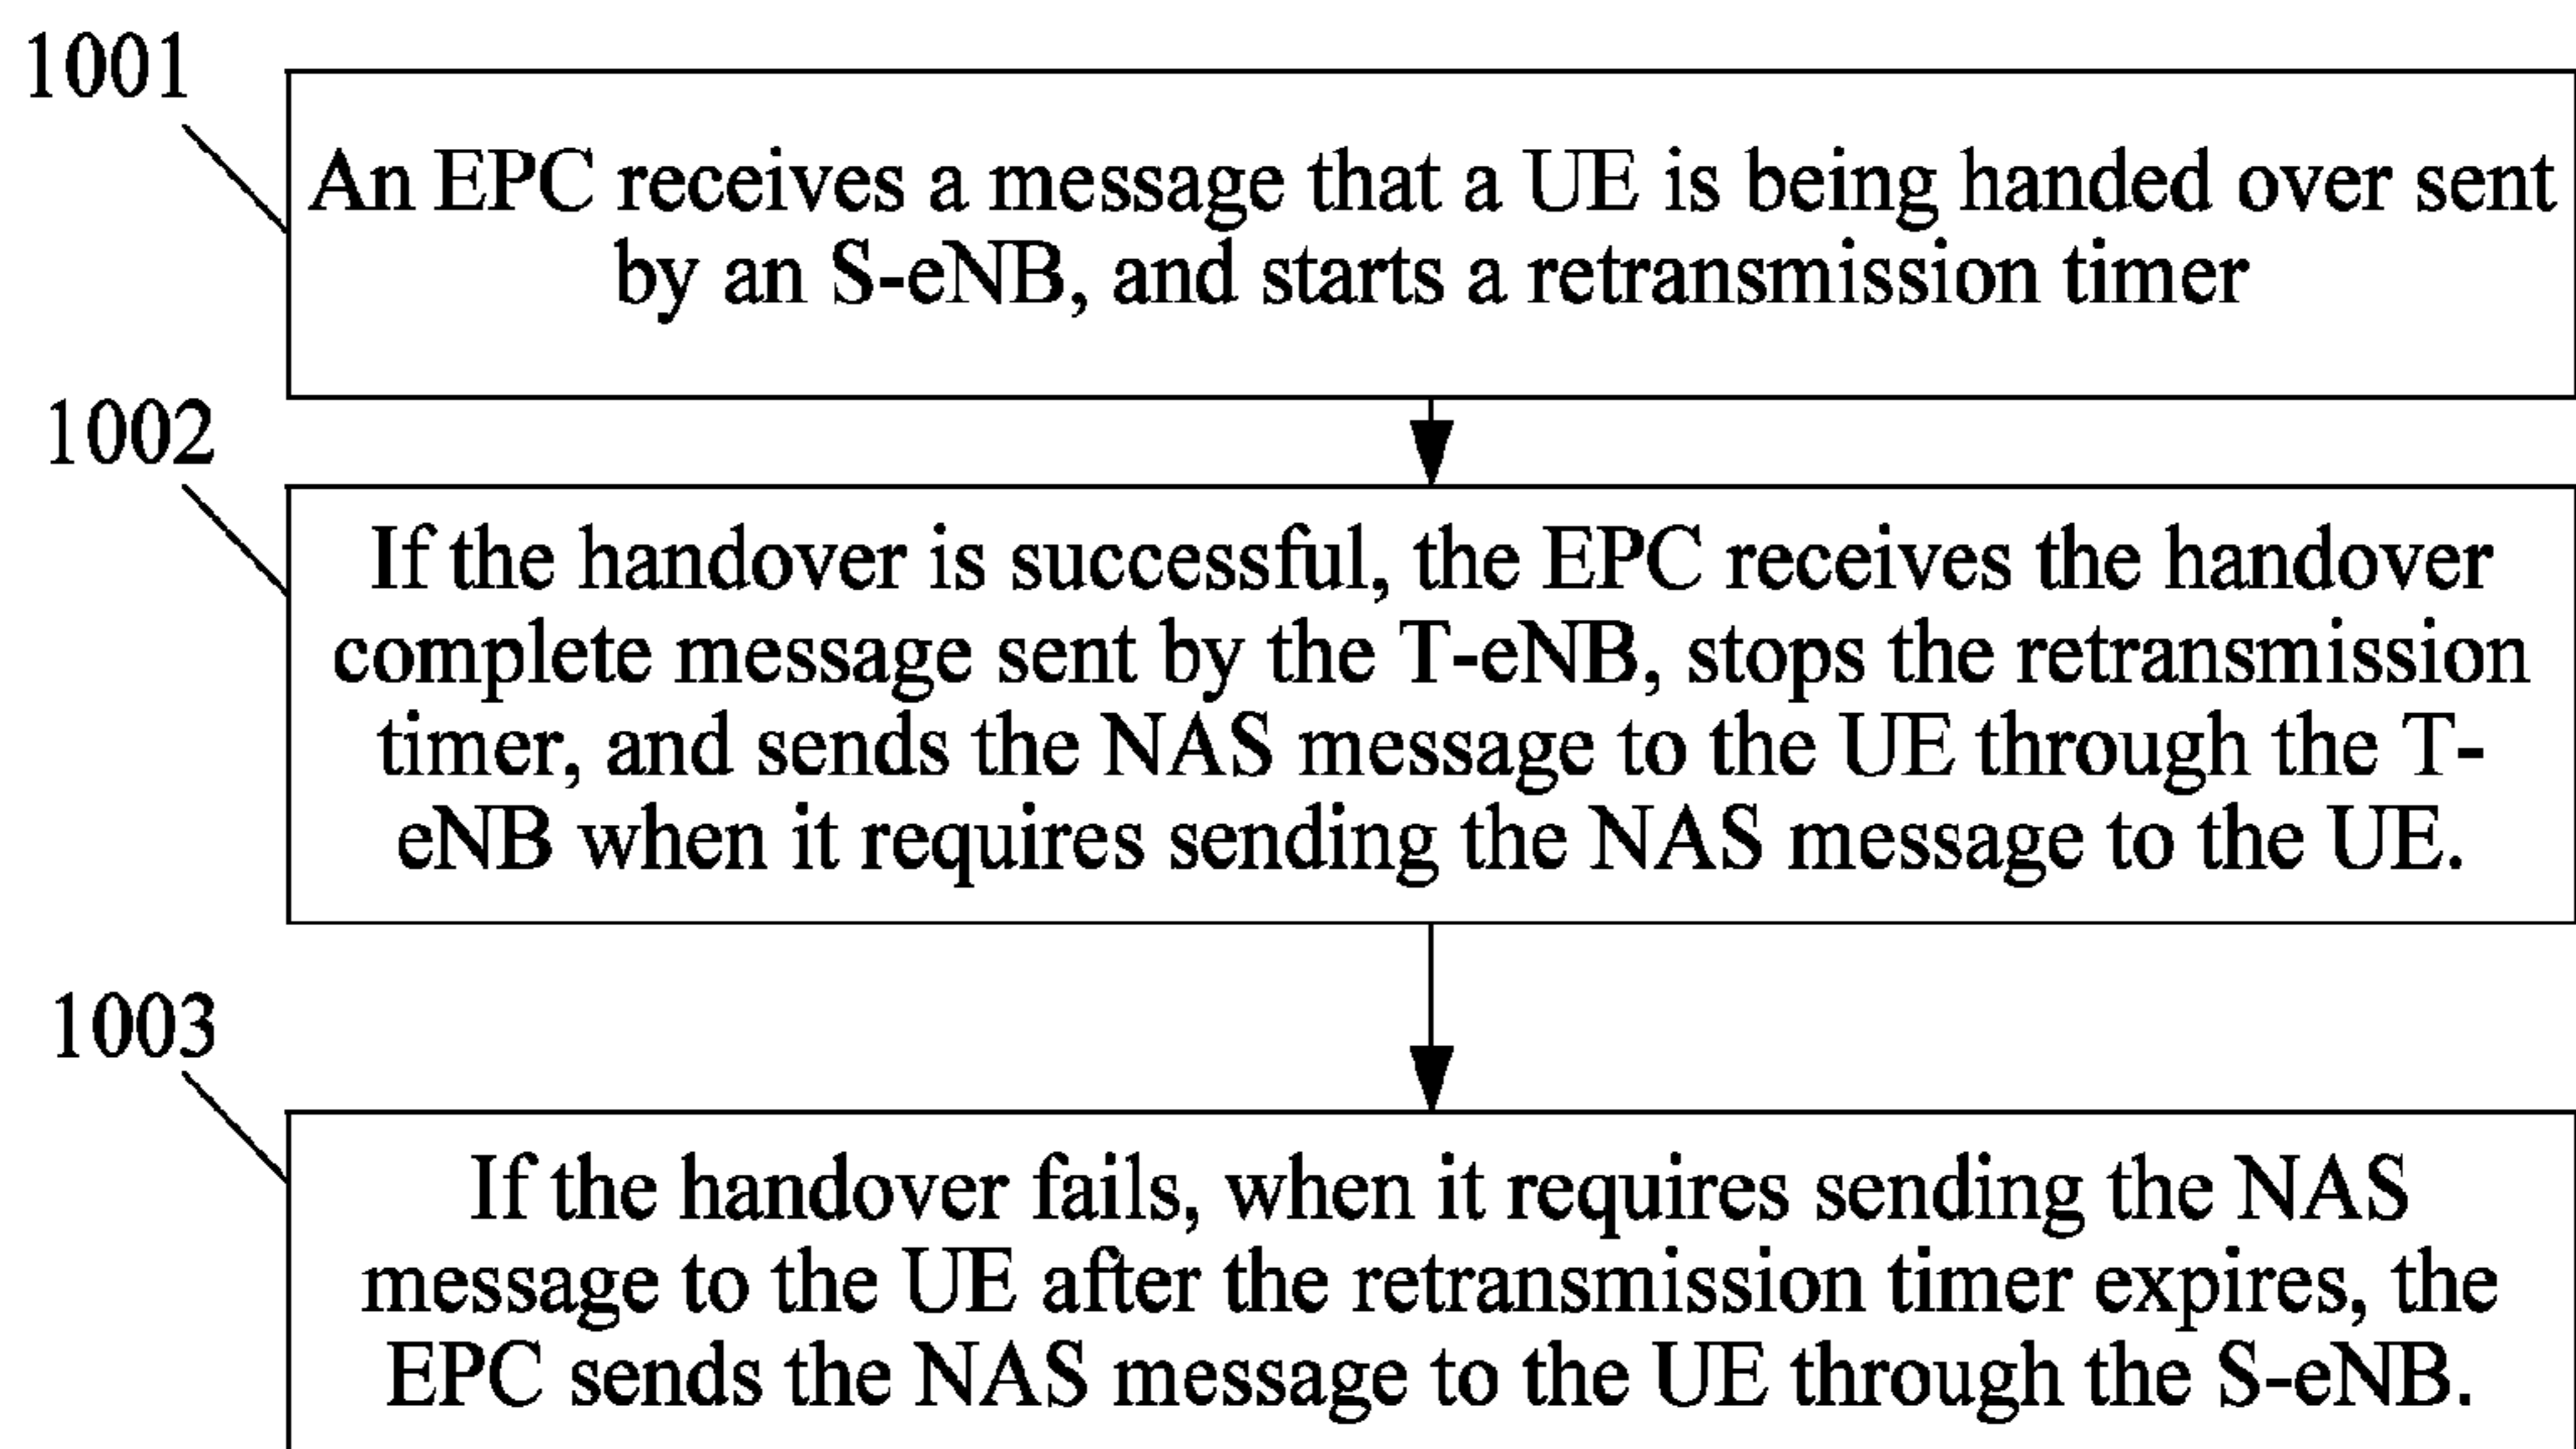 1001
An EPC receives a message that a UE is being handed over sent
by an S-eNB, and starts a retransmission timer
1002
If the handover is successful, the EPC receives the handover
complete message sent by the T-eNB, stops the retransmission
timer, and sends the NAS message to the UE through the T-
eNB when it requires sending the NAS message to the UE.
1003
If the handover fails, when it requires sending the NAS
message to the UE after the retransmission timer expires, the
EPC sends the NAS message to the UE through the S-eNB.